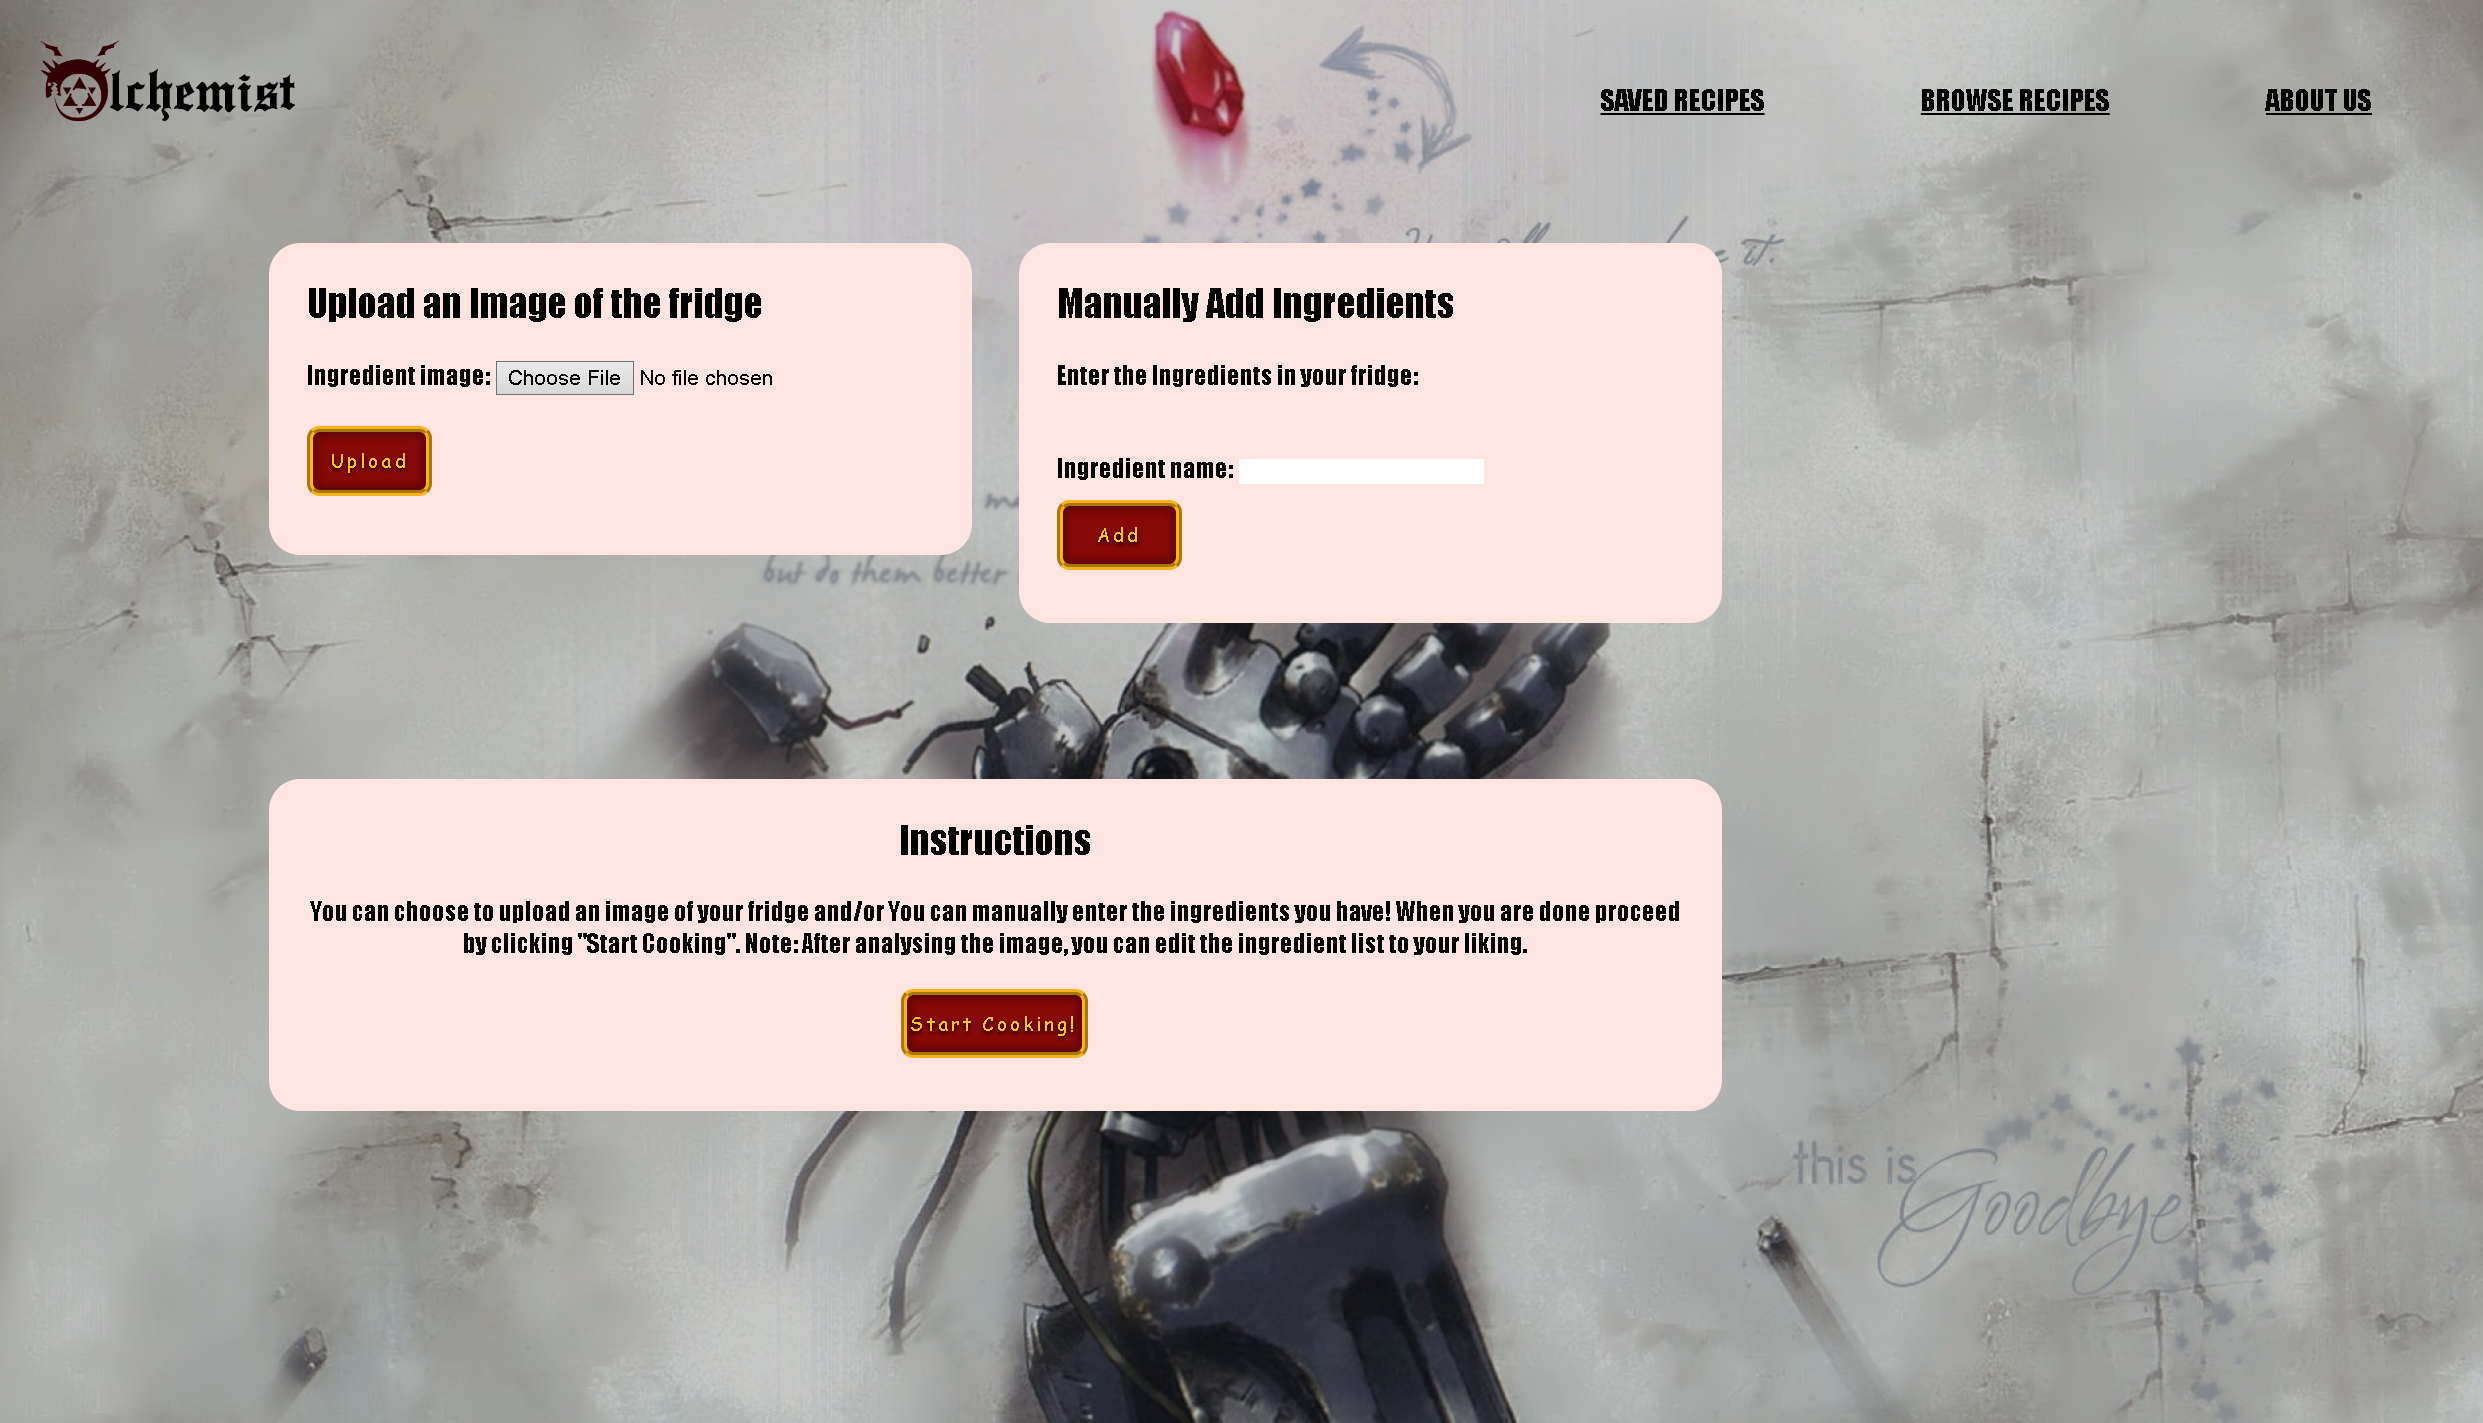 Olchemist
SAVED RECIPES
BROWSE RECIPES
ABOUT US
it.
Upload an Image of the fridge
Ingredient image: Choose File No file chosen
Upload
Manually Add Ingredients
Enter the Ingredients in your fridge:
Ingredient name:
Add
but do them better
Instructions
You can choose to upload an image of your fridge and/or You can manually enter the ingredients you have! When you are done proceed
by clicking "Start Cooking". Note: After analysing the image, you can edit the ingredient list to your liking.
Start Cooking!
this is Goodbye